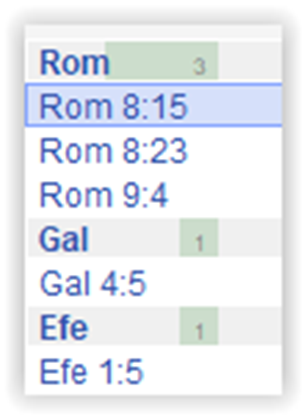 Rom 3
Rom 8:15
Rom 8:23
Rom 9:4
Gal 1
Gal 4:5
Efe 1
Efe 1:5